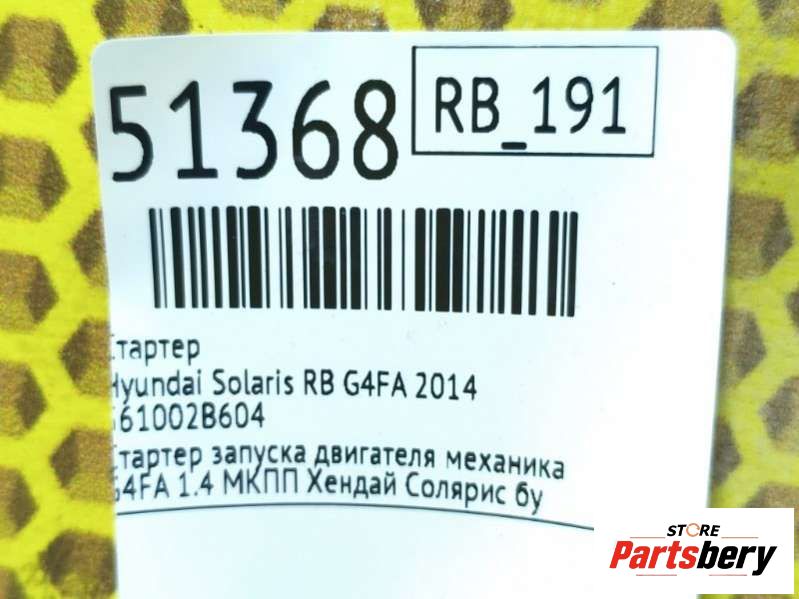 51368
RB_191
Стартер
Hyundai Solaris RB G4FA 2014
361002B604
Стартер запуска двигателя механика
G4FA 1.4 МКПП Хендай Солярис бу
STORE
Partsbery